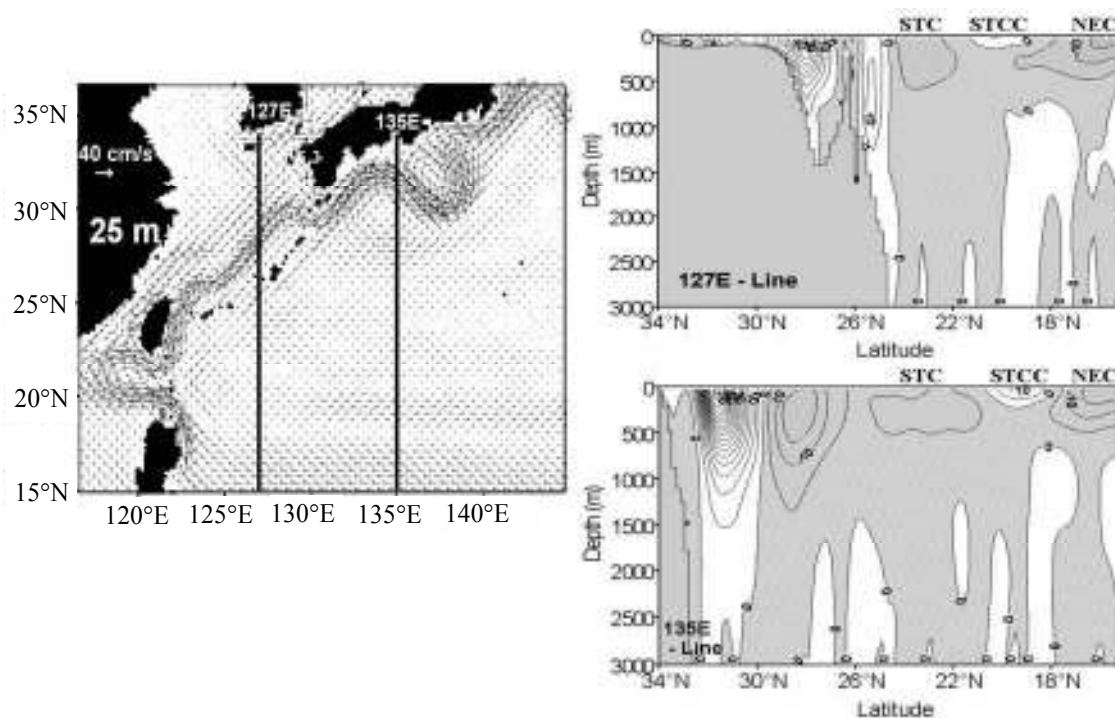 35°N
30°N
25°N
20°N
15°N
120°E 125°E 130°E 135°E 140°E
127E
135E
40 cm/s
→
25 m
STC STCC NEC
0
500
1000
1500
2000
2500
3000
Depth (m)
127E - Line
34°N 30°N 26°N 22°N 18°N
Latitude
STC STCC NEC
0
500
1000
1500
2000
2500
3000
Depth (m)
10
135E
- Line
34°N 30°N 26°N 22°N 18°N
Latitude